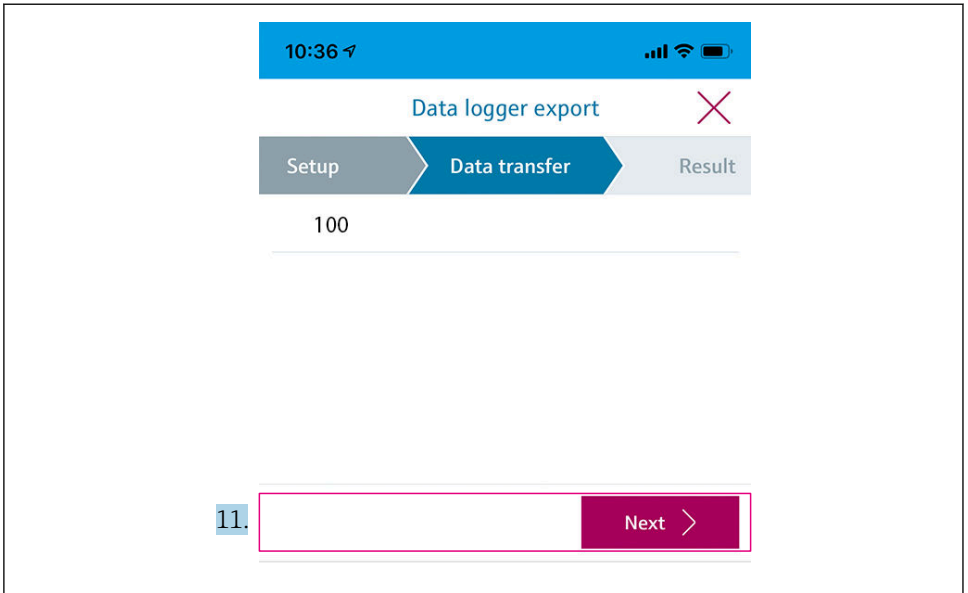 10:36
Data logger export
Setup Data transfer Result
100
11. Next